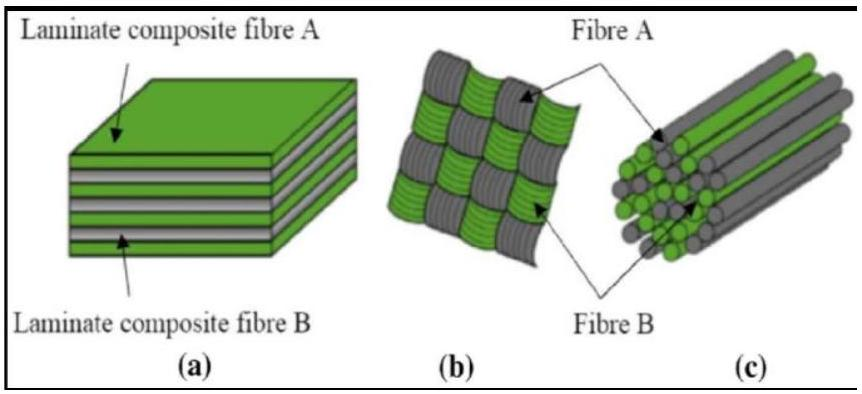 Laminate composite fibre A
Fibre A
Laminate composite fibre B
Fibre B
(a)
(b)
(c)